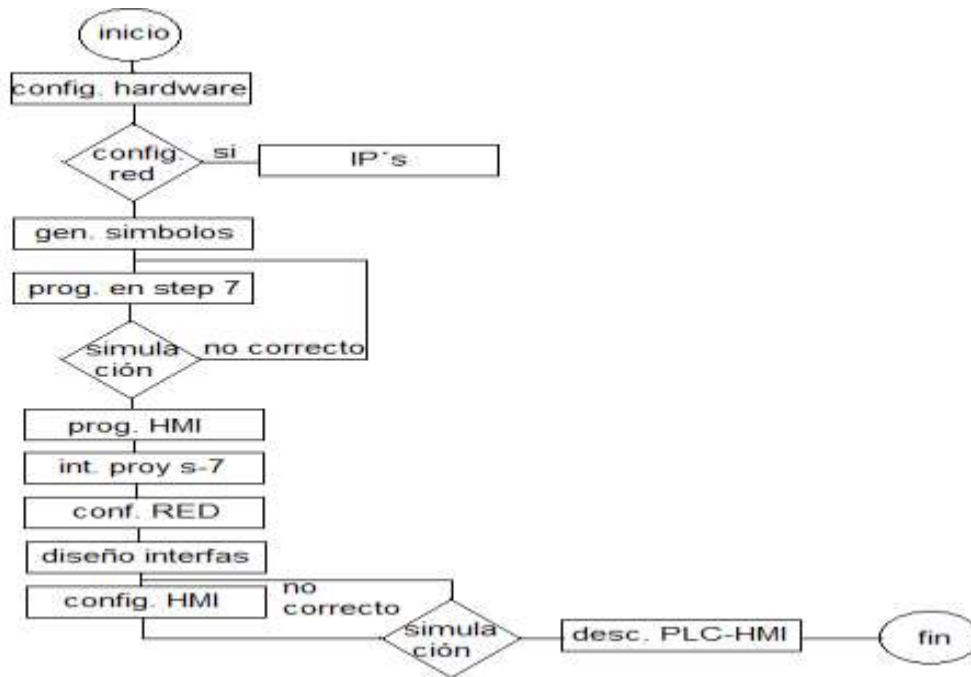 inicio
config. hardware
config.
red
si
IP´s
gen. simbolos
prog. en step 7
simula
ción
no correcto
prog. HMI
int. proy s-7
conf. RED
diseño interfas
config. HMI
no
correcto
simula
ción
desc. PLC-HMI
fin